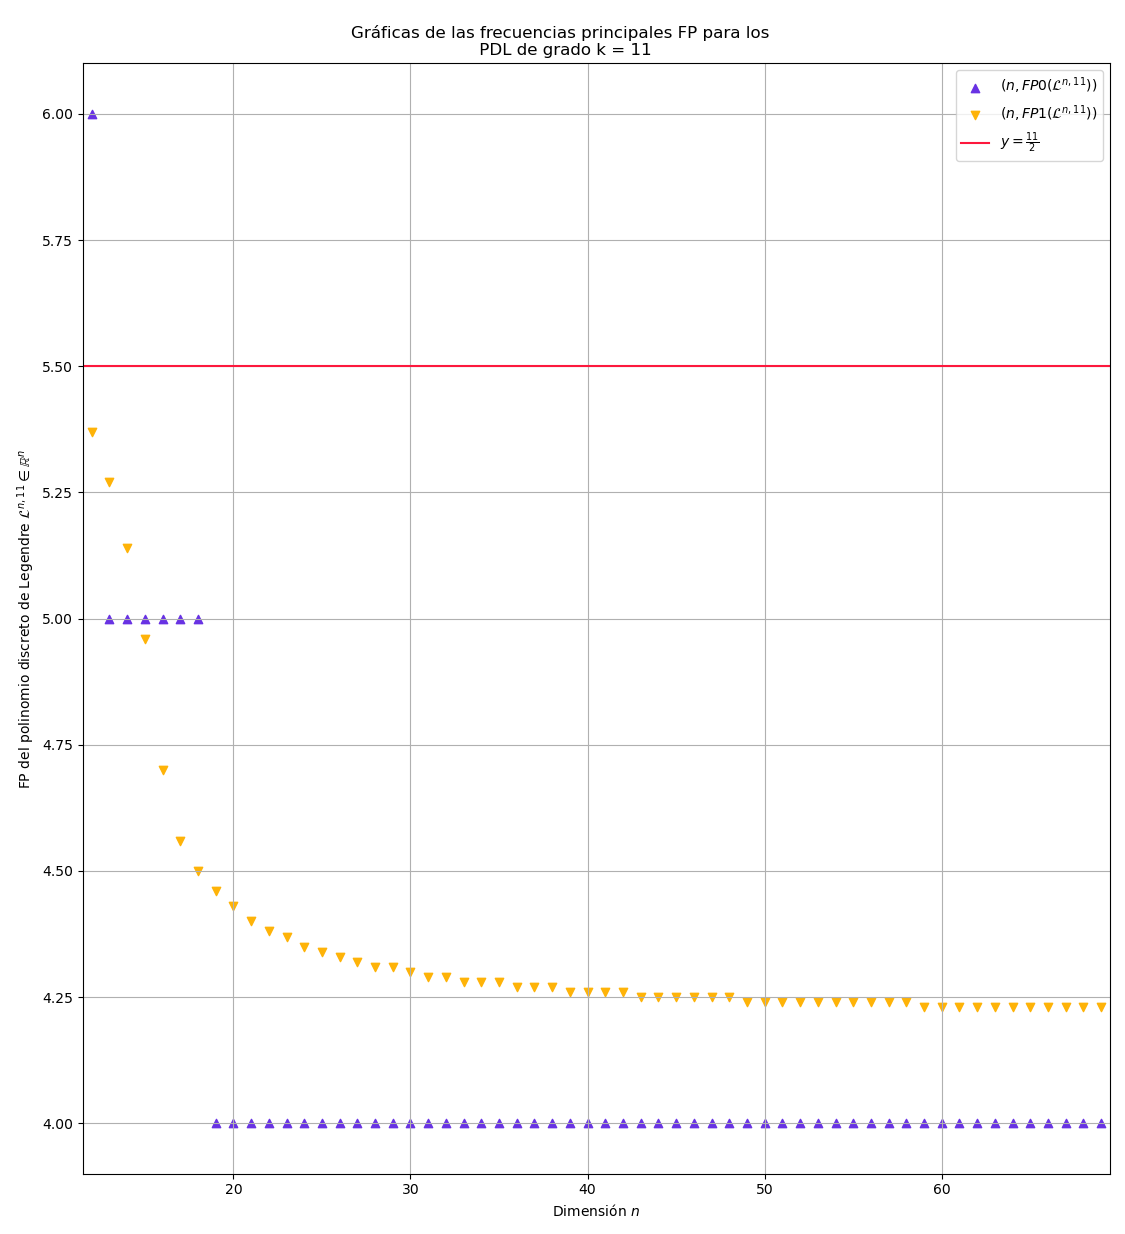 Gráficas de las frecuencias principales FP para los
PDL de grado k = 11
(n, FP0(ℒ^{n,11}))
(n, FP1(ℒ^{n,11}))
y = 11/2
6.00
5.75
5.50
5.25
5.00
4.75
4.50
4.25
4.00
FP del polinomio discreto de Legendre ℒ^{n,11} ∈ ℝ^n
20 30 40 50 60
Dimensión n